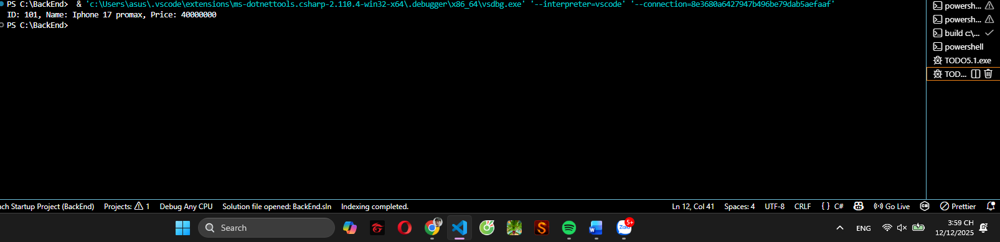 PS C:\BackEnd>  & 'c:\Users\asus\.vscode\extensions\ms-dotnettools.csharp-2.110.4-win32-x64\.debugger\x86_64\vsdbg.exe' '--interpreter=vscode' '--connection=8e3680a6427947b496be79dab5aefaaf'
ID: 101, Name: Iphone 17 promax, Price: 40000000
PS C:\BackEnd>
powersh...
powersh...
build c:\...
powershell
TODO5.1.exe
TOD...
ch Startup Project (BackEnd) Projects: 1 Debug Any CPU Solution file opened: BackEnd.sln Indexing completed. Ln 12, Col 41 Spaces: 4 UTF-8 CRLF { } C# Go Live Prettier
Search
Zalo
5+
ENG
3:59 CH
12/12/2025